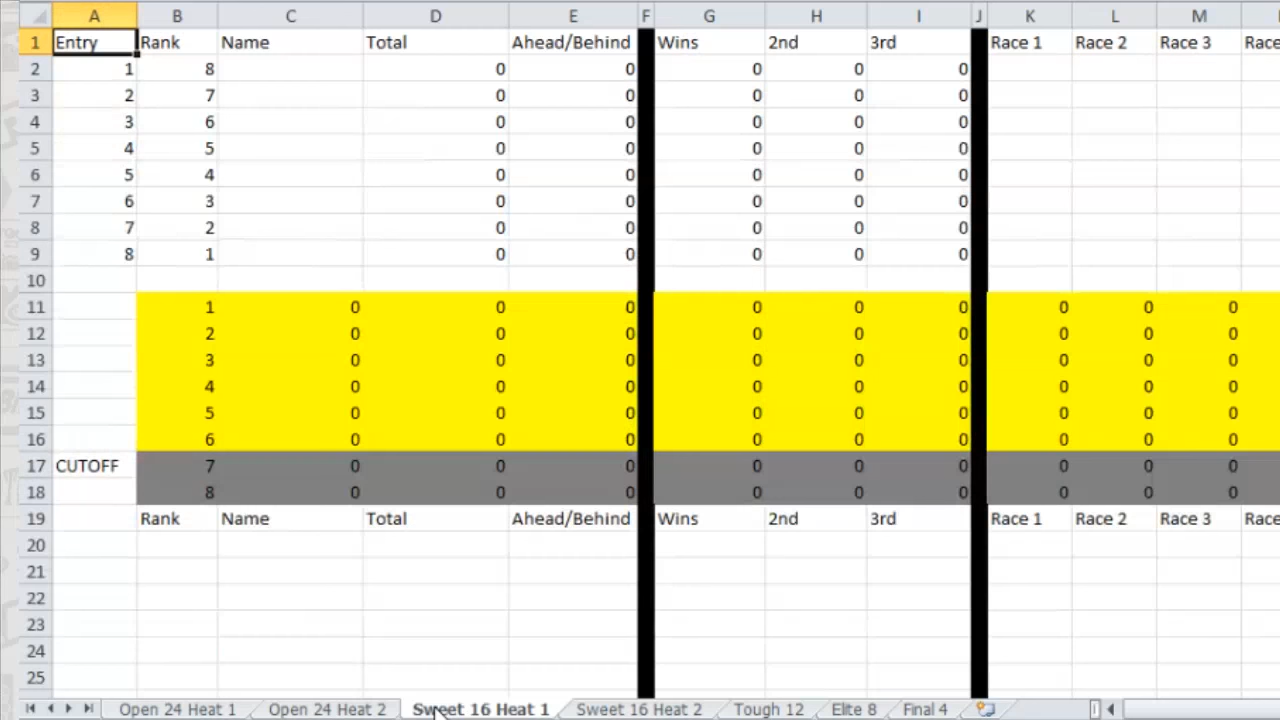 A B C D E F G H I J K L M
1 Entry Rank Name Total Ahead/Behind Wins 2nd 3rd Race 1 Race 2 Race 3 Race
2 1 8 0 0 0 0 0
3 2 7 0 0 0 0 0
4 3 6 0 0 0 0 0
5 4 5 0 0 0 0 0
6 5 4 0 0 0 0 0
7 6 3 0 0 0 0 0
8 7 2 0 0 0 0 0
9 8 1 0 0 0 0 0
10
11 1 0 0 0 0 0 0 0 0 0
12 2 0 0 0 0 0 0 0 0 0
13 3 0 0 0 0 0 0 0 0 0
14 4 0 0 0 0 0 0 0 0 0
15 5 0 0 0 0 0 0 0 0 0
16 6 0 0 0 0 0 0 0 0 0
17 CUTOFF 7 0 0 0 0 0 0 0 0 0
18 8 0 0 0 0 0 0 0 0 0
19 Rank Name Total Ahead/Behind Wins 2nd 3rd Race 1 Race 2 Race 3 Race
20
21
22
23
24
25
Open 24 Heat 1 Open 24 Heat 2 Sweet 16 Heat 1 Sweet 16 Heat 2 Tough 12 Elite 8 Final 4